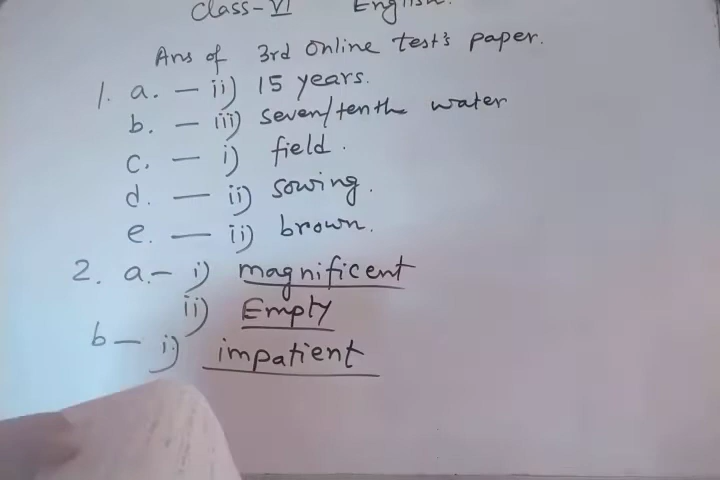 Class-VI English.
Ans of 3rd online test's paper.
1. a. — ii) 15 years.
b. — iii) seven/tenth water
c. — i) field.
d. — ii) sowing.
e. — ii) brown.
2. a.— i) magnificent
ii) Empty
b — i) impatient